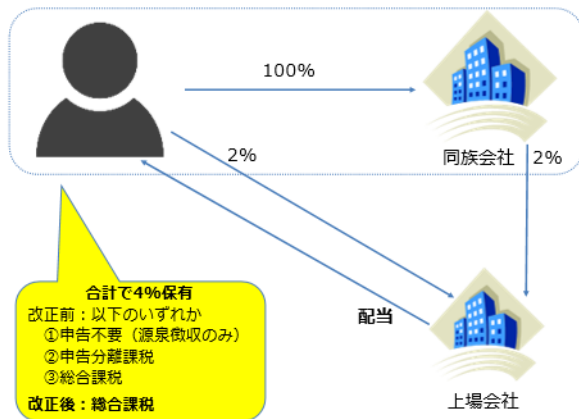 100%
同族会社
2%
2%
合計で4%保有
改正前：以下のいずれか
①申告不要（源泉徴収のみ）
②申告分離課税
③総合課税
改正後：総合課税
配当
上場会社